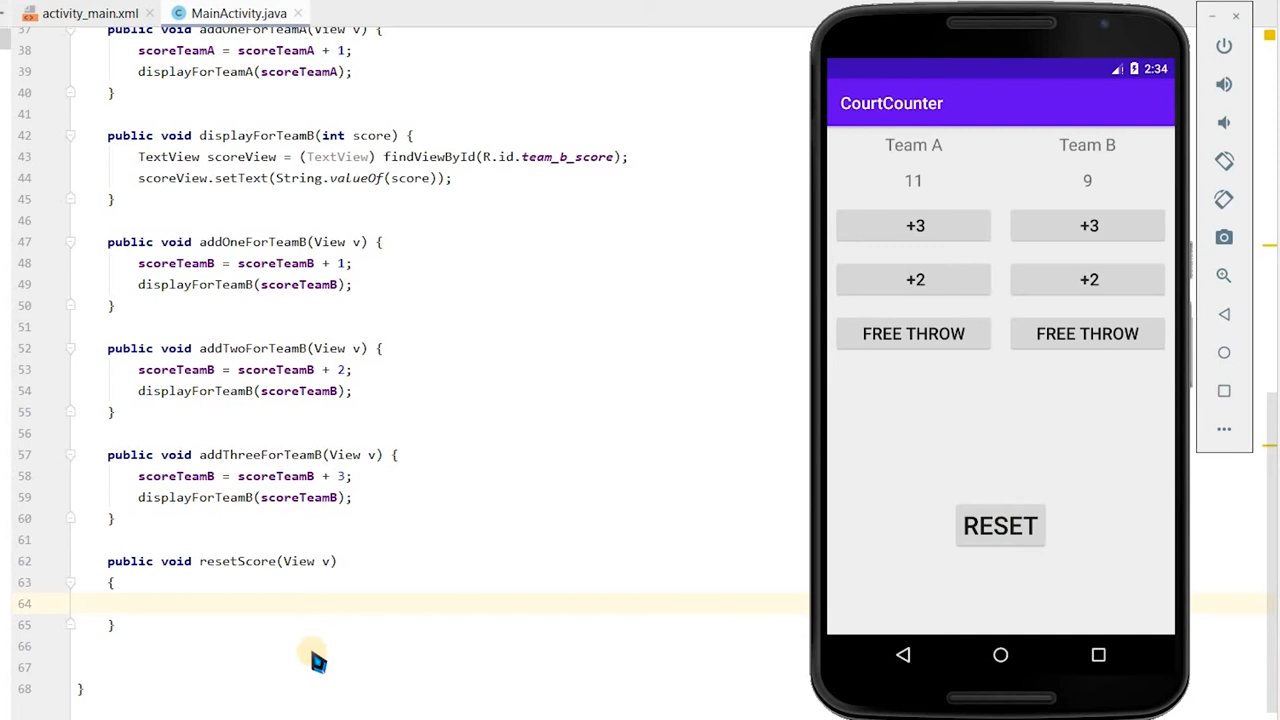 activity_main.xml
MainActivity.java
37 public void addOneForTeamA(View v) {
38 scoreTeamA = scoreTeamA + 1;
39 displayForTeamA(scoreTeamA);
40 }
41
42 public void displayForTeamB(int score) {
43 TextView scoreView = (TextView) findViewById(R.id.team_b_score);
44 scoreView.setText(String.valueOf(score));
45 }
46
47 public void addOneForTeamB(View v) {
48 scoreTeamB = scoreTeamB + 1;
49 displayForTeamB(scoreTeamB);
50 }
51
52 public void addTwoForTeamB(View v) {
53 scoreTeamB = scoreTeamB + 2;
54 displayForTeamB(scoreTeamB);
55 }
56
57 public void addThreeForTeamB(View v) {
58 scoreTeamB = scoreTeamB + 3;
59 displayForTeamB(scoreTeamB);
60 }
61
62 public void resetScore(View v)
63 {
64
65 }
66
67
68 }
2:34
CourtCounter
Team A Team B
11 9
+3 +3
+2 +2
FREE THROW FREE THROW
RESET